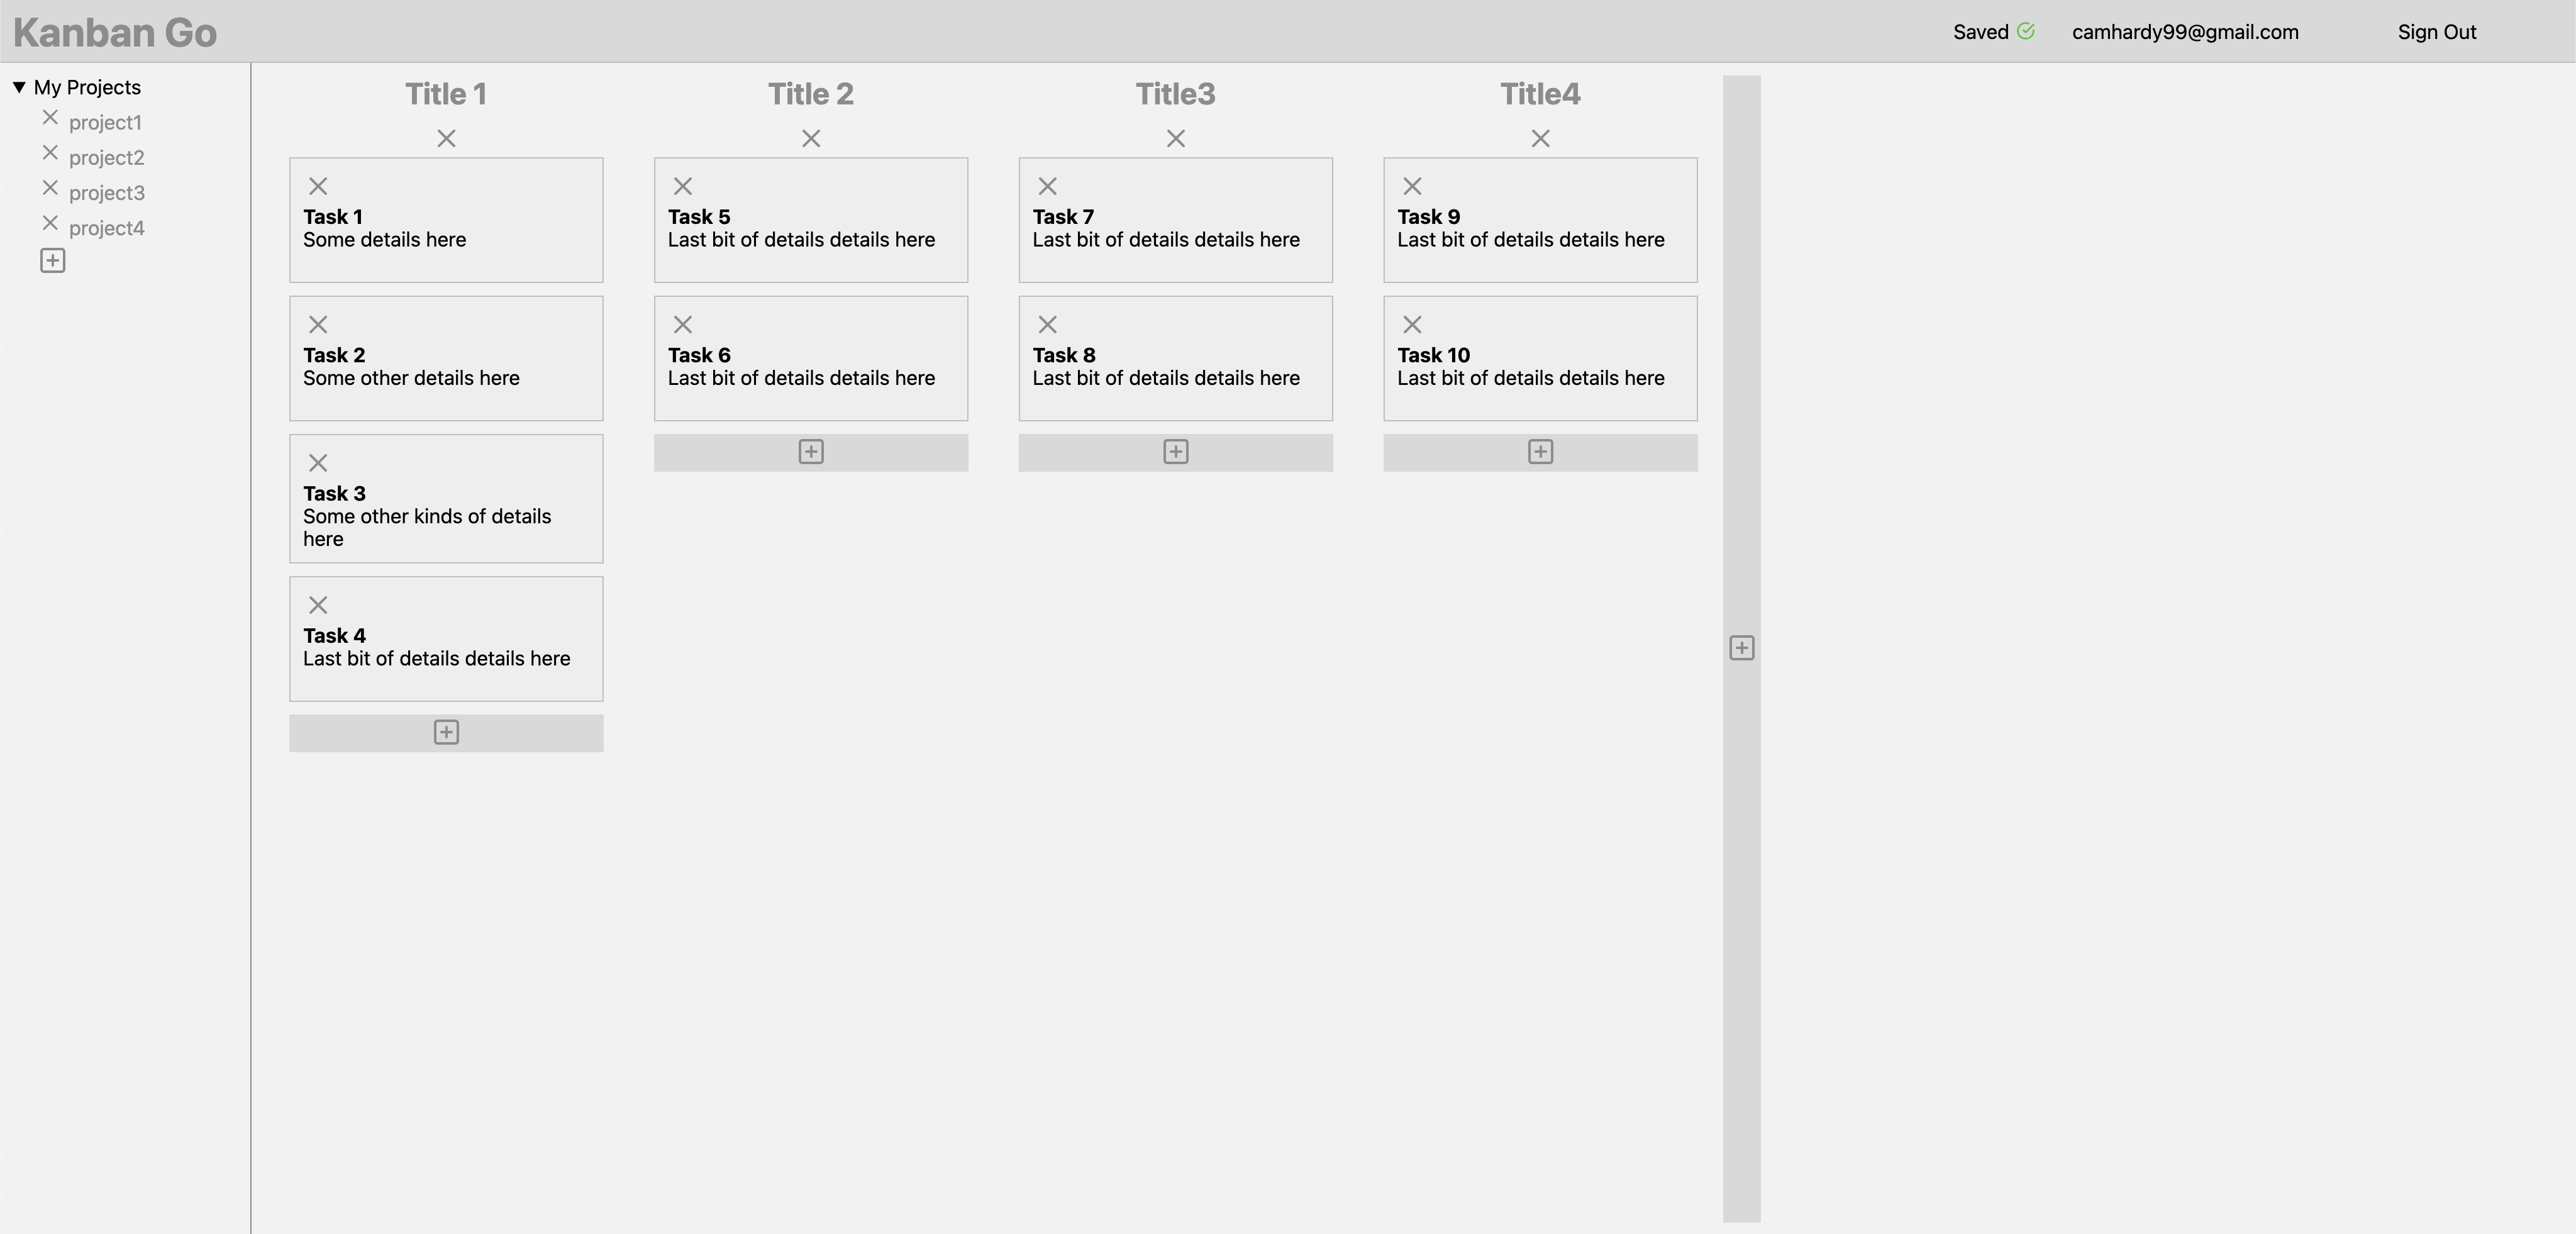 Kanban Go
Saved
camhardy99@gmail.com
Sign Out
My Projects
project1
project2
project3
project4
Title 1
Task 1
Some details here
Task 2
Some other details here
Task 3
Some other kinds of details
here
Task 4
Last bit of details details here
Title 2
Task 5
Last bit of details details here
Task 6
Last bit of details details here
Title3
Task 7
Last bit of details details here
Task 8
Last bit of details details here
Title4
Task 9
Last bit of details details here
Task 10
Last bit of details details here